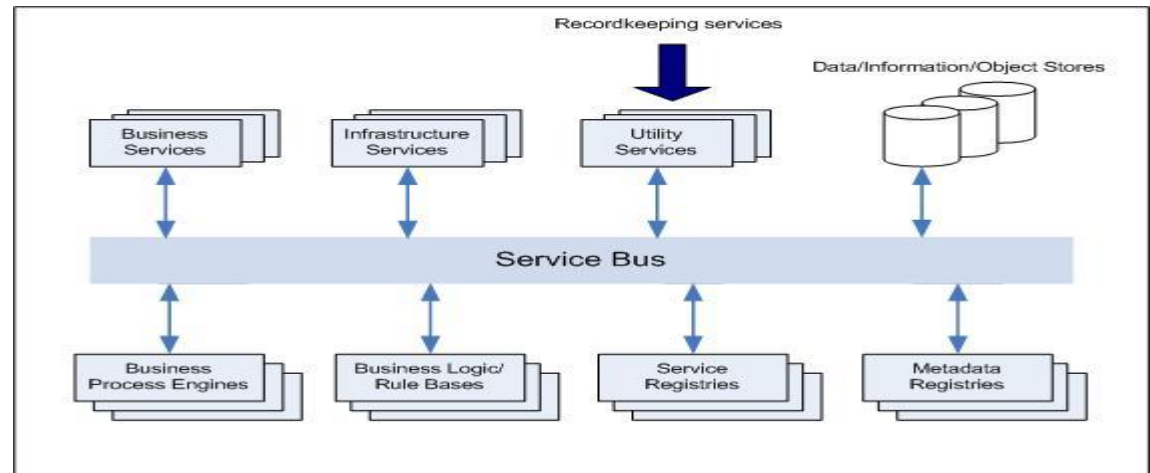 Recordkeeping services
Data/Information/Object Stores
Business
Services
Infrastructure
Services
Utility
Services
Service Bus
Business
Process Engines
Business Logic/
Rule Bases
Service
Registries
Metadata
Registries